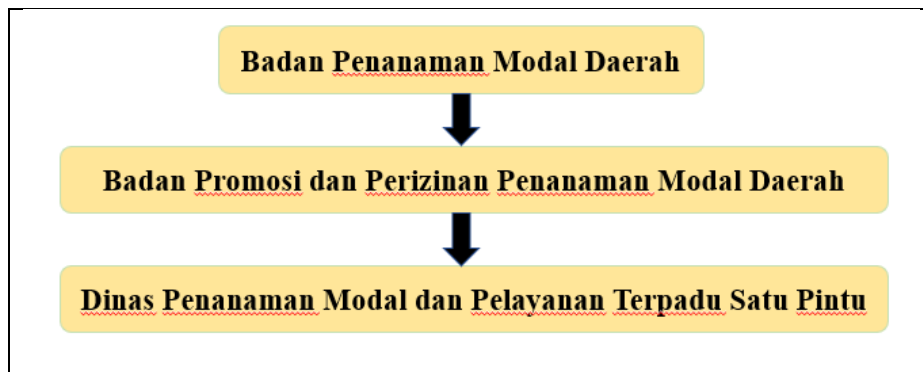 Badan Penanaman Modal Daerah
Badan Promosi dan Perizinan Penanaman Modal Daerah
Dinas Penanaman Modal dan Pelayanan Terpadu Satu Pintu